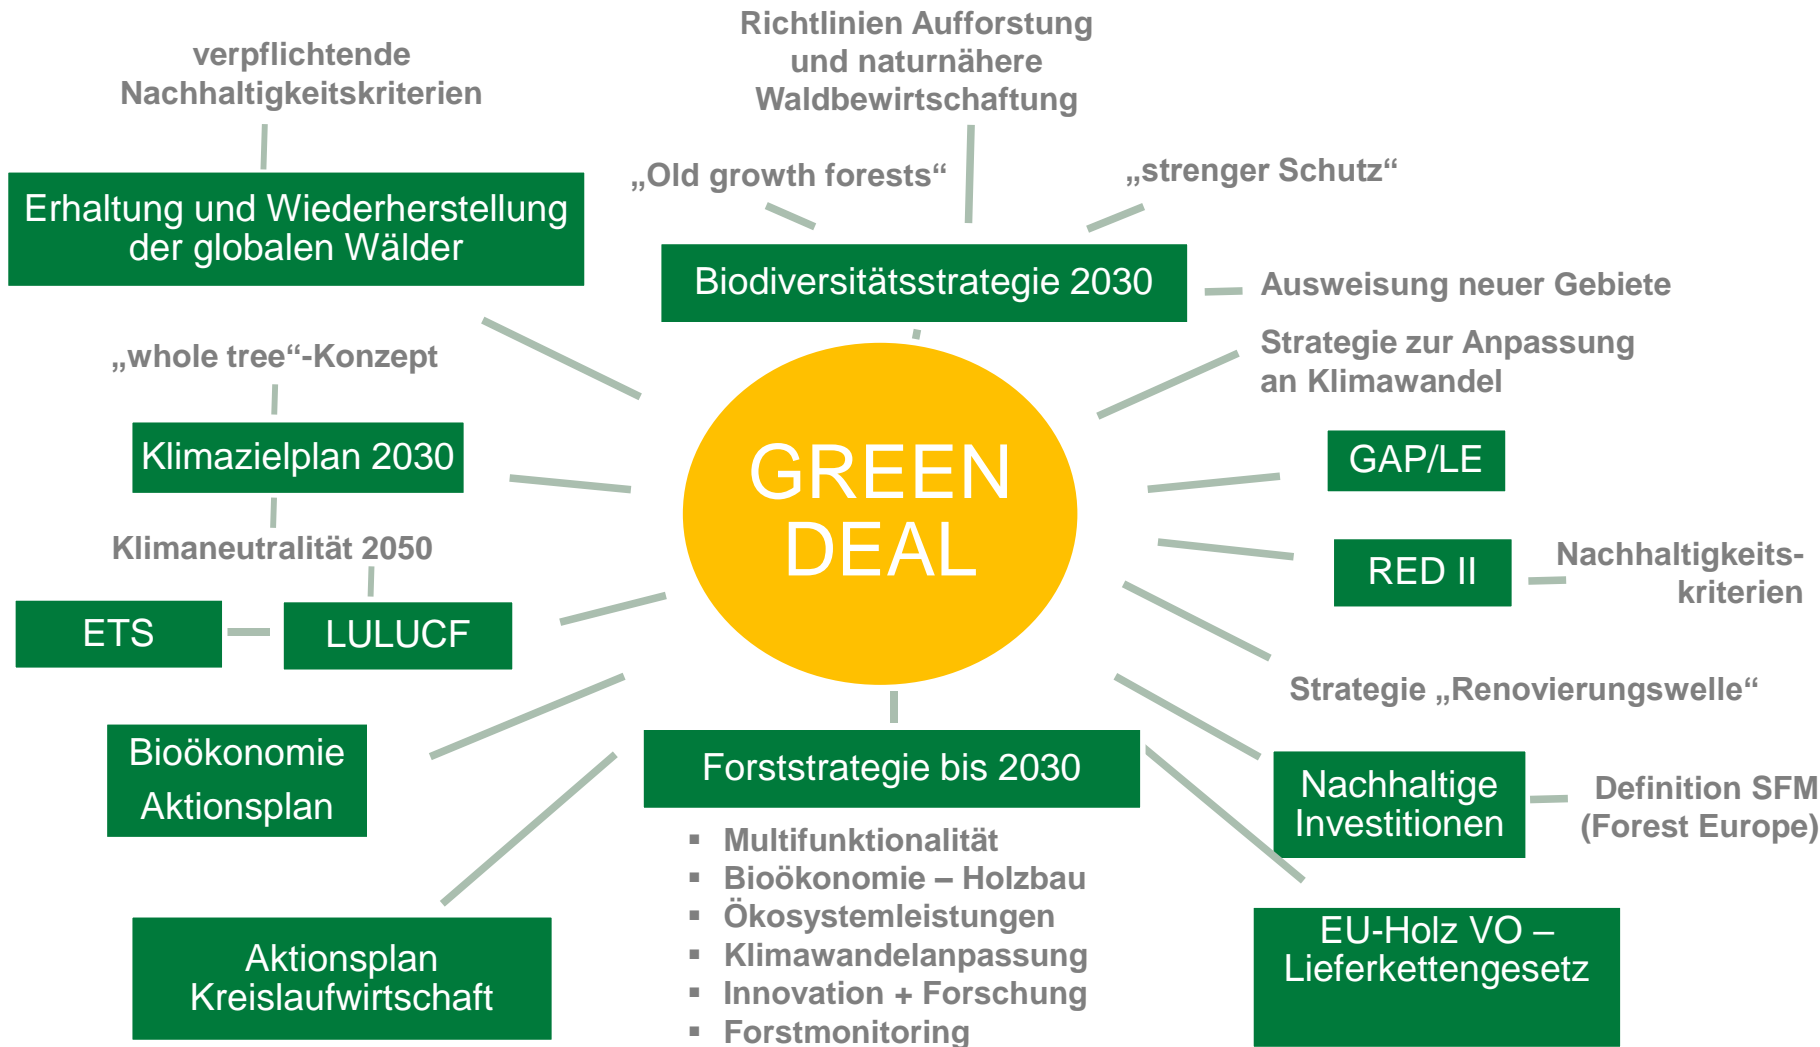 verpflichtende
Nachhaltigkeitskriterien
Richtlinien Aufforstung
und naturnähere
Waldbewirtschaftung
„Old growth forests“
„strenger Schutz“
Erhaltung und Wiederherstellung
der globalen Wälder
Biodiversitätsstrategie 2030
Ausweisung neuer Gebiete
Strategie zur Anpassung
an Klimawandel
„whole tree“-Konzept
Klimazielplan 2030
GREEN
DEAL
GAP/LE
Klimaneutralität 2050
RED II
Nachhaltigkeits-
kriterien
ETS
LULUCF
Strategie „Renovierungswelle“
Bioökonomie
Aktionsplan
Forststrategie bis 2030
Nachhaltige
Investitionen
Definition SFM
(Forest Europe)
▪ Multifunktionalität
▪ Bioökonomie – Holzbau
▪ Ökosystemleistungen
▪ Klimawandelanpassung
▪ Innovation + Forschung
▪ Forstmonitoring
Aktionsplan
Kreislaufwirtschaft
EU-Holz VO –
Lieferkettengesetz